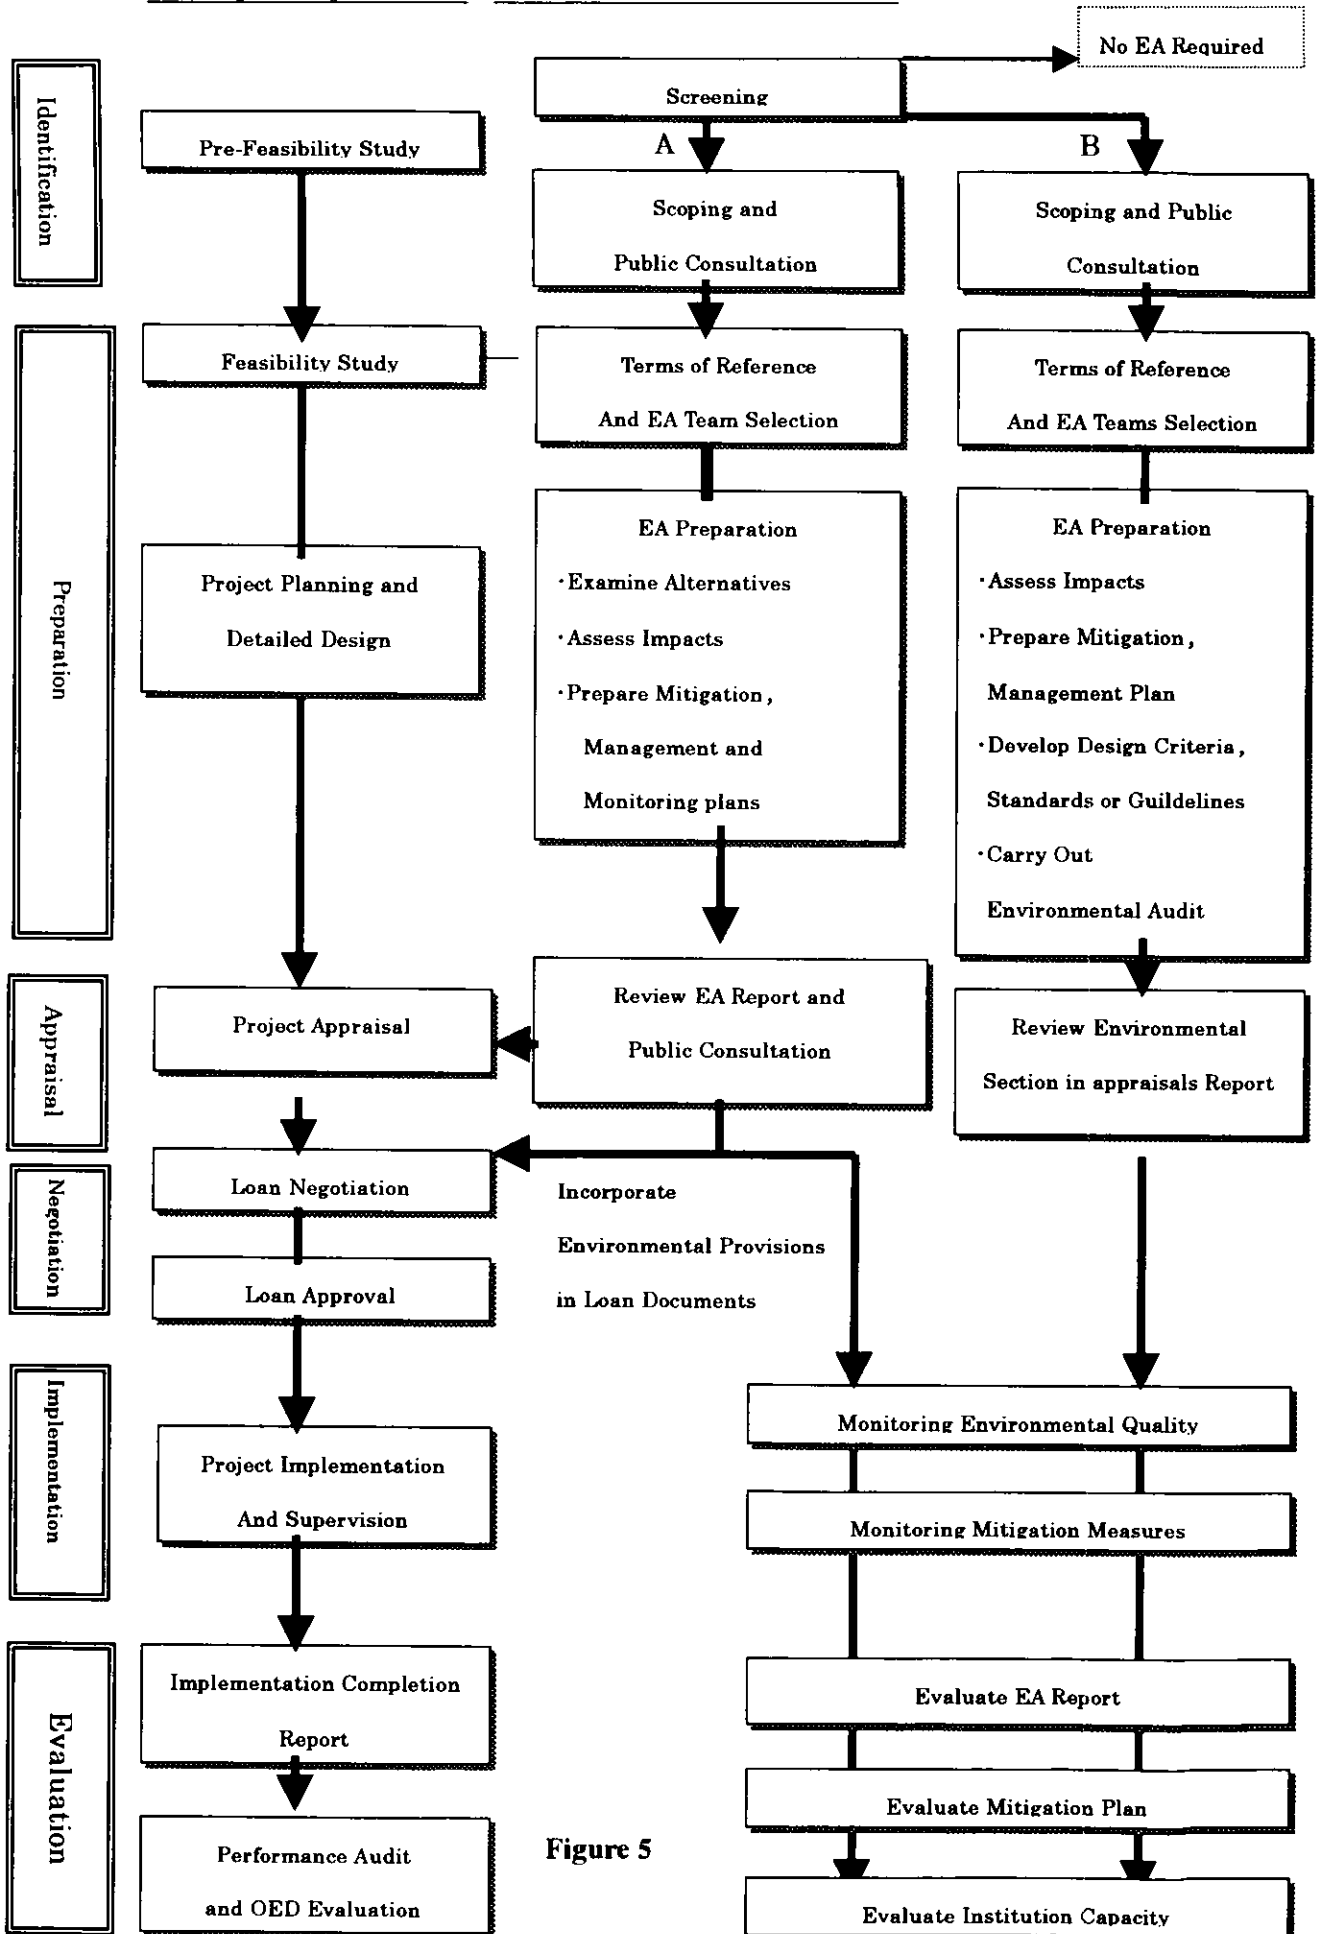 No EA Required
Identification
Screening
Pre-Feasibility Study
A
B
Scoping and
Public Consultation
Scoping and Public
Consultation
Preparation
Feasibility Study
Terms of Reference
And EA Team Selection
Terms of Reference
And EA Teams Selection
Project Planning and
Detailed Design
EA Preparation
・Examine Alternatives
・Assess Impacts
・Prepare Mitigation,
Management and
Monitoring plans
EA Preparation
・Assess Impacts
・Prepare Mitigation,
Management Plan
・Develop Design Criteria,
Standards or Guildelines
・Carry Out
Environmental Audit
Appraisal
Project Appraisal
Review EA Report and
Public Consultation
Review Environmental
Section in appraisals Report
Negotiation
Loan Negotiation
Incorporate
Environmental Provisions
in Loan Documents
Loan Approval
Implementation
Project Implementation
And Supervision
Monitoring Environmental Quality
Monitoring Mitigation Measures
Evaluation
Implementation Completion
Report
Evaluate EA Report
Evaluate Mitigation Plan
Performance Audit
and OED Evaluation
Figure 5
Evaluate Institution Capacity